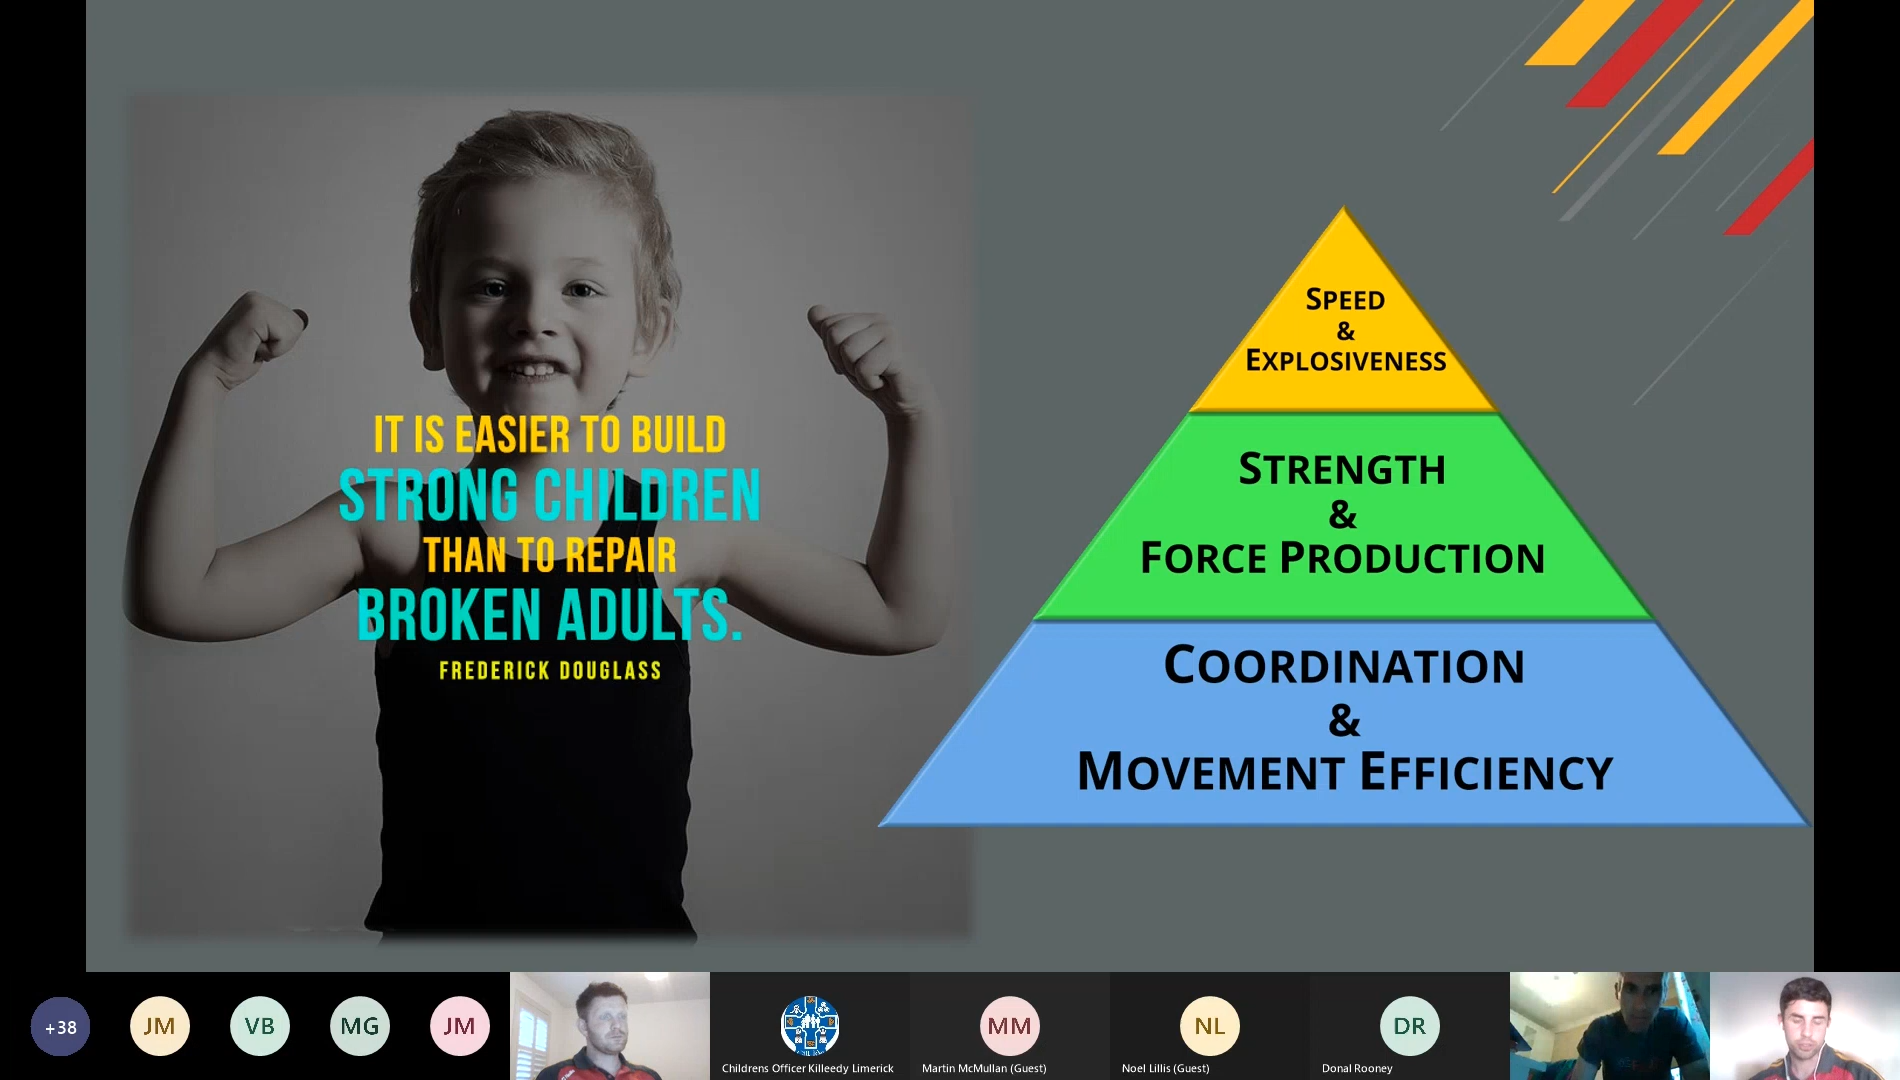 IT IS EASIER TO BUILD
STRONG CHILDREN
THAN TO REPAIR
BROKEN ADULTS.
FREDERICK DOUGLASS
SPEED
&
EXPLOSIVENESS
STRENGTH
&
FORCE PRODUCTION
COORDINATION
&
MOVEMENT EFFICIENCY
+38
JM
VB
MG
JM
Childrens Officer Killeedy Limerick
MM
Martin McMullan (Guest)
NL
Noel Lillis (Guest)
DR
Donal Rooney